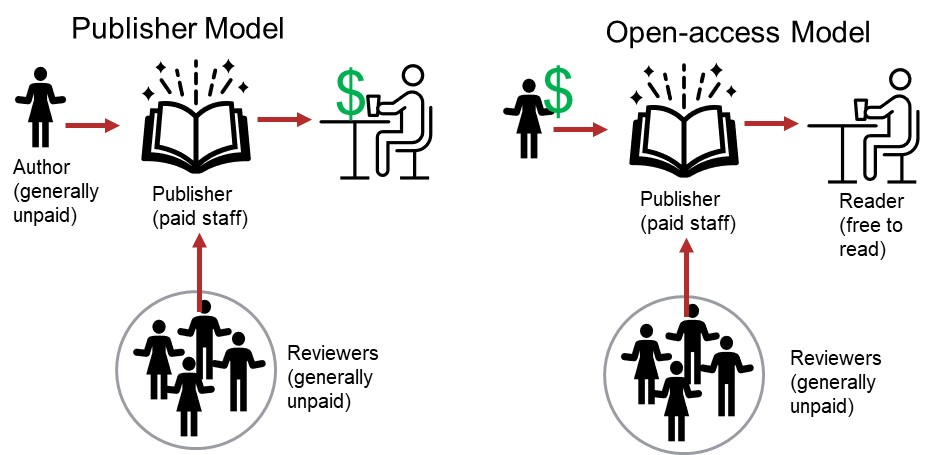 Publisher Model
$
Author
(generally
unpaid)
Publisher
(paid staff)
Reviewers
(generally
unpaid)
Open-access Model
$
Publisher
(paid staff)
Reader
(free to
read)
Reviewers
(generally
unpaid)